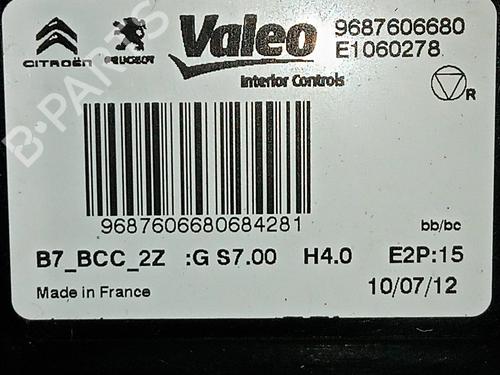 CITROËN
PEUGEOT
Valeo
Interior Controls
9687606680
E1060278
R
B-PARTS
9687606680684281
bb/bc
B7_BCC_2Z :G S7.00 H4.0 E2P:15
Made in France
10/07/12